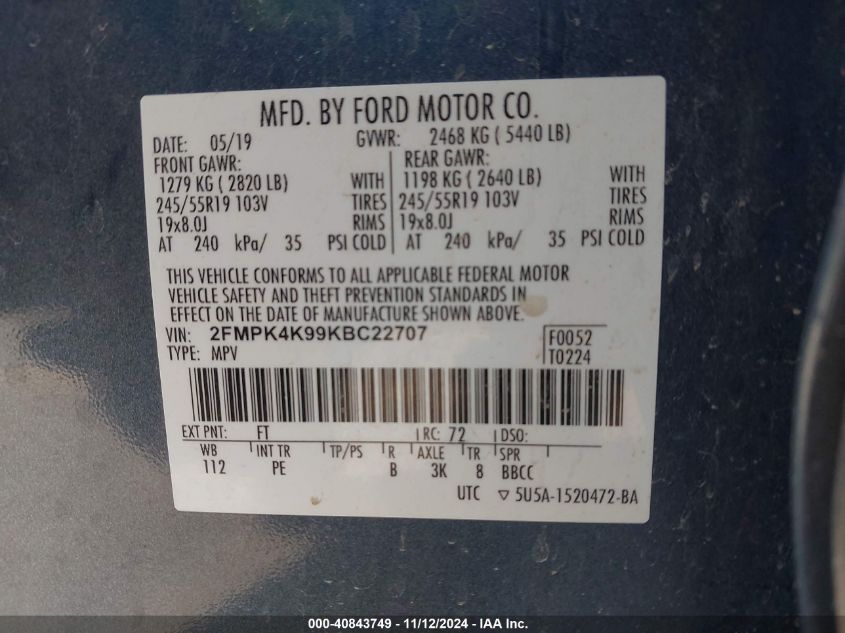 MFD. BY FORD MOTOR CO.
DATE: 05/19 GVWR: 2468 KG ( 5440 LB)
FRONT GAWR: REAR GAWR:
1279 KG ( 2820 LB) WITH 1198 KG ( 2640 LB) WITH
245/55R19 103V TIRES 245/55R19 103V TIRES
19x8.0J RIMS 19x8.0J RIMS
AT 240 kPa/ 35 PSI COLD AT 240 kPa/ 35 PSI COLD
THIS VEHICLE CONFORMS TO ALL APPLICABLE FEDERAL MOTOR
VEHICLE SAFETY AND THEFT PREVENTION STANDARDS IN
EFFECT ON THE DATE OF MANUFACTURE SHOWN ABOVE.
VIN: 2FMPK4K99KBC22707 F0052
TYPE: MPV T0224
EXT PNT: FT RC: 72 DSO:
WB INT TR TP/PS R AXLE TR SPR
112 PE B 3K 8 BBCC
UTC ▽ 5U5A-1520472-BA
000-40843749 - 11/12/2024 - IAA Inc.